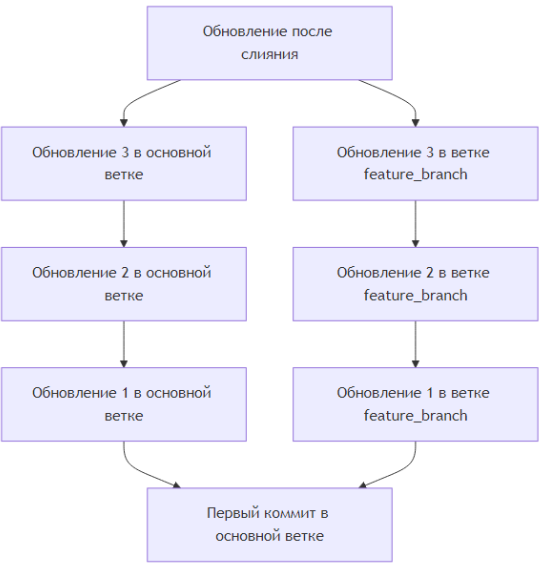 Обновление после
слияния
Обновление 3 в основной
ветке
Обновление 3 в ветке
feature_branch
Обновление 2 в основной
ветке
Обновление 2 в ветке
feature_branch
Обновление 1 в основной
ветке
Обновление 1 в ветке
feature_branch
Первый коммит в
основной ветке